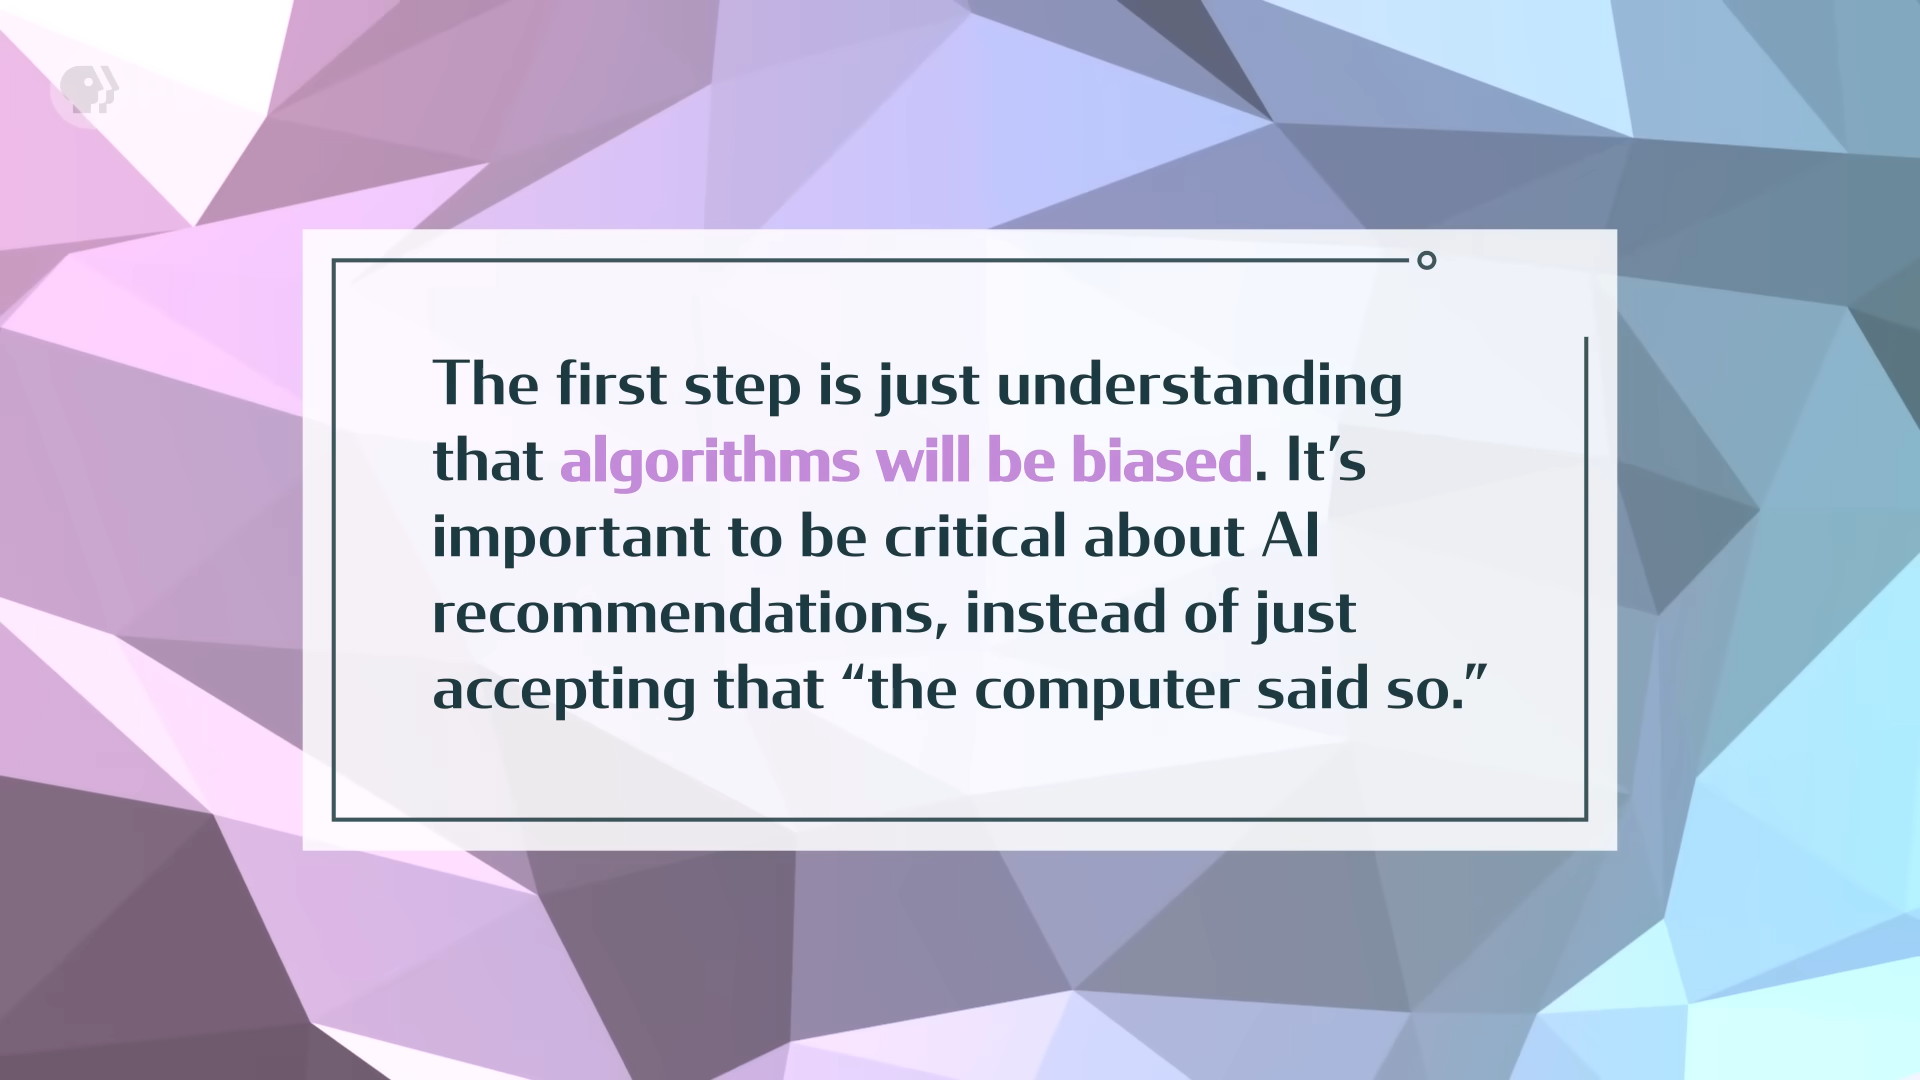 The first step is just understanding
that algorithms will be biased. It’s
important to be critical about AI
recommendations, instead of just
accepting that “the computer said so.”